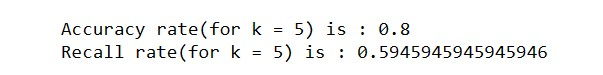 Accuracy rate(for k = 5) is : 0.8
Recall rate(for k = 5) is : 0.5945945945945946